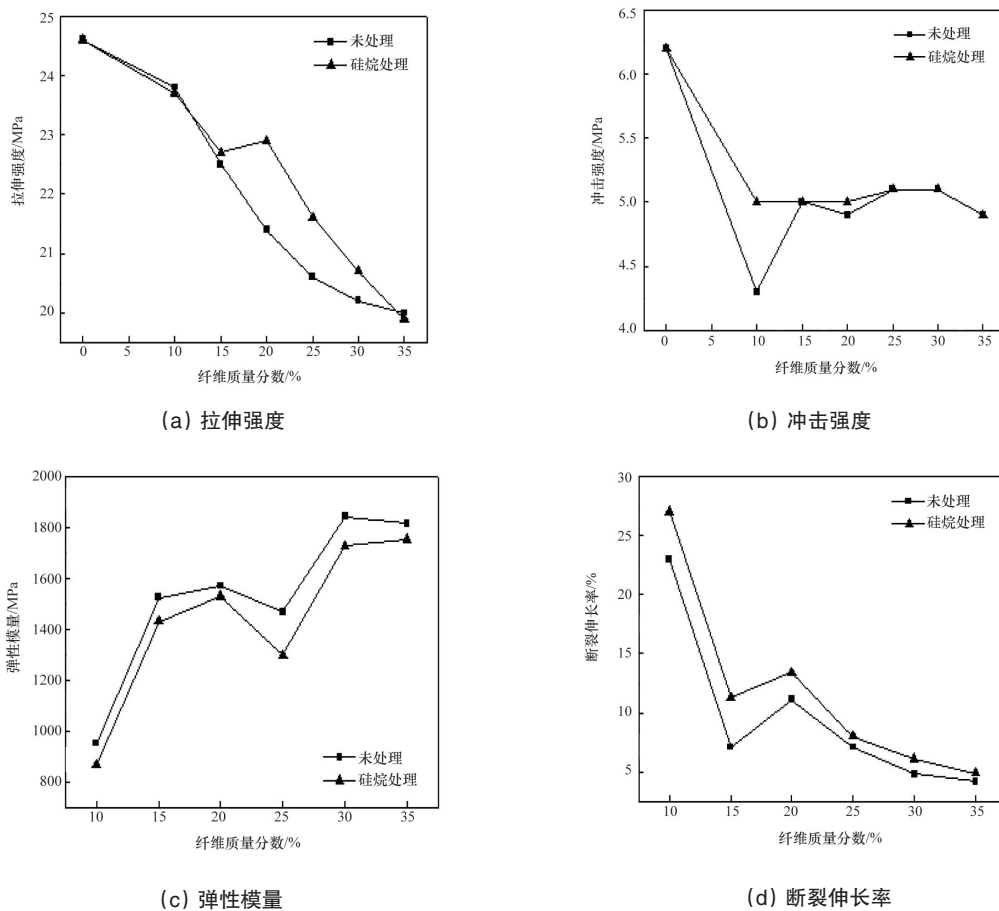 25
24
23
22
21
20
拉伸强度/MPa
未处理
硅烷处理
0 5 10 15 20 25 30 35
纤维质量分数/%
(a) 拉伸强度
6.5
6.0
5.5
5.0
4.5
4.0
冲击强度/MPa
未处理
硅烷处理
0 5 10 15 20 25 30 35
纤维质量分数/%
(b) 冲击强度
2000
1800
1600
1400
1200
1000
800
弹性模量/MPa
未处理
硅烷处理
10 15 20 25 30 35
纤维质量分数/%
(c) 弹性模量
30
25
20
15
10
5
断裂伸长率/%
未处理
硅烷处理
10 15 20 25 30 35
纤维质量分数/%
(d) 断裂伸长率